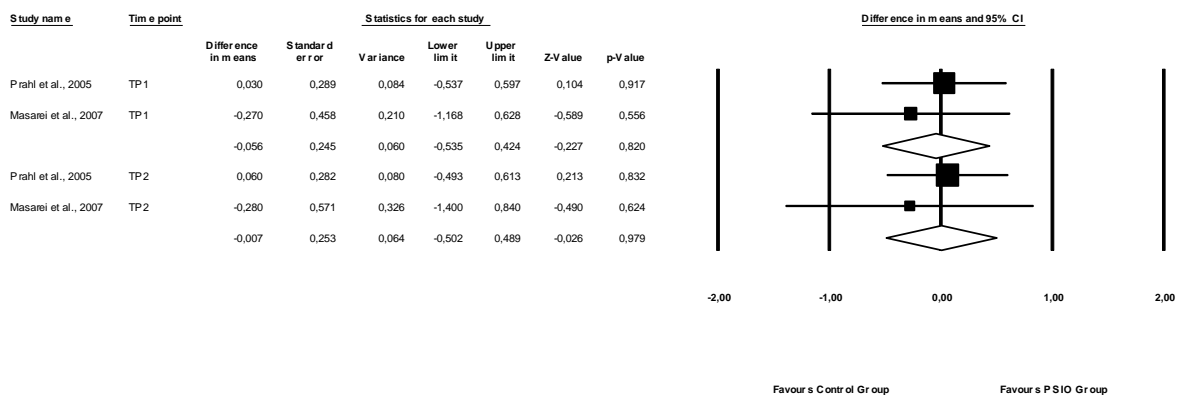 Study name Time point Statistics for each study Difference in means and 95% CI
Difference in means Standard error Variance Lower limit Upper limit Z-Value p-Value
Prahl et al., 2005 TP1 0,030 0,289 0,084 -0,537 0,597 0,104 0,917
Masarei et al., 2007 TP1 -0,270 0,458 0,210 -1,168 0,628 -0,589 0,556
-0,056 0,245 0,060 -0,535 0,424 -0,227 0,820
Prahl et al., 2005 TP2 0,060 0,282 0,080 -0,493 0,613 0,213 0,832
Masarei et al., 2007 TP2 -0,280 0,571 0,326 -1,400 0,840 -0,490 0,624
-0,007 0,253 0,064 -0,502 0,489 -0,026 0,979
-2,00 -1,00 0,00 1,00 2,00
Favours Control Group Favours PSIO Group